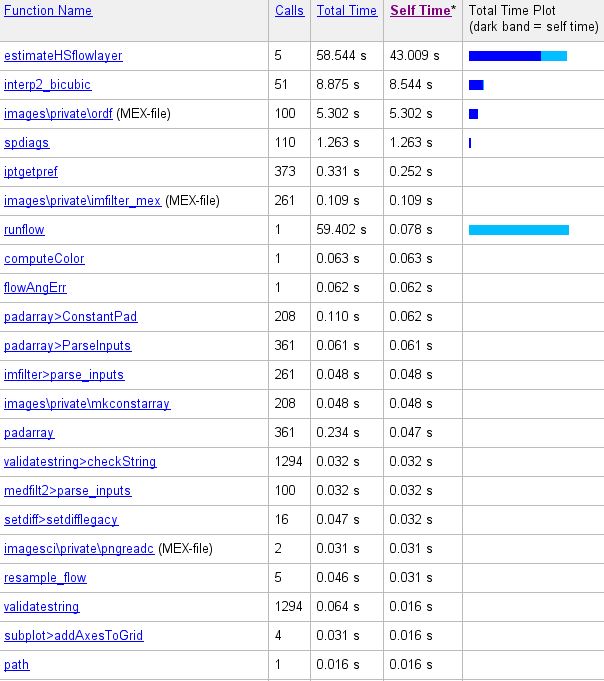 Function Name Calls Total Time Self Time* Total Time Plot
(dark band = self time)
estimateHSflowlayer 5 58.544 s 43.009 s
interp2_bicubic 51 8.875 s 8.544 s
images\private\ordf (MEX-file) 100 5.302 s 5.302 s
spdiags 110 1.263 s 1.263 s
iptgetpref 373 0.331 s 0.252 s
images\private\imfilter_mex (MEX-file) 261 0.109 s 0.109 s
runflow 1 59.402 s 0.078 s
computeColor 1 0.063 s 0.063 s
flowAngErr 1 0.062 s 0.062 s
padarray>ConstantPad 208 0.110 s 0.062 s
padarray>ParseInputs 361 0.061 s 0.061 s
imfilter>parse_inputs 261 0.048 s 0.048 s
images\private\mkconstarray 208 0.048 s 0.048 s
padarray 361 0.234 s 0.047 s
validatestring>checkString 1294 0.032 s 0.032 s
medfilt2>parse_inputs 100 0.032 s 0.032 s
setdiff>setdifflegacy 16 0.047 s 0.032 s
imagesci\private\pngreadc (MEX-file) 2 0.031 s 0.031 s
resample_flow 5 0.046 s 0.031 s
validatestring 1294 0.064 s 0.016 s
subplot>addAxesToGrid 4 0.031 s 0.016 s
path 1 0.016 s 0.016 s